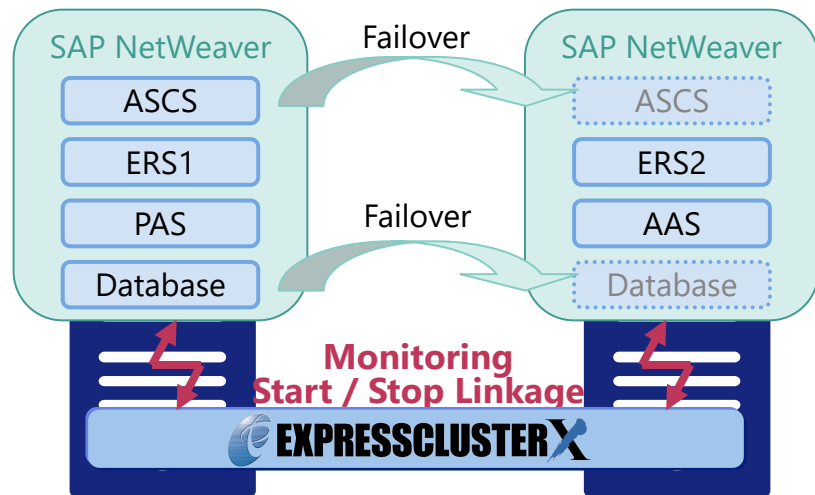 SAP NetWeaver
ASCS
ERS1
PAS
Database
Failover
Failover
SAP NetWeaver
ASCS
ERS2
AAS
Database
Monitoring
Start / Stop Linkage
EXPRESSCLUSTER X